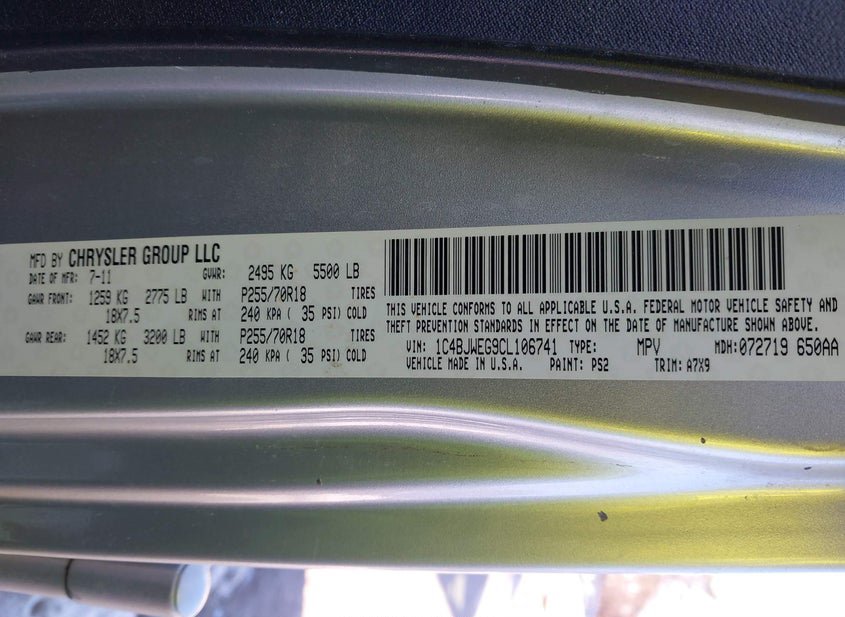 MFD BY CHRYSLER GROUP LLC
DATE OF MFR: 7-11 GVWR: 2495 KG 5500 LB
GAWR FRONT: 1259 KG 2775 LB WITH P255/70R18 TIRES
18X7.5 RIMS AT 240 KPA ( 35 PSI) COLD
GAWR REAR: 1452 KG 3200 LB WITH P255/70R18 TIRES
18X7.5 RIMS AT 240 KPA ( 35 PSI) COLD
THIS VEHICLE CONFORMS TO ALL APPLICABLE U.S.A. FEDERAL MOTOR VEHICLE SAFETY AND
THEFT PREVENTION STANDARDS IN EFFECT ON THE DATE OF MANUFACTURE SHOWN ABOVE.
VIN: 1C4BJWEG9CL106741 TYPE: MPV MDH: 072719 650AA
VEHICLE MADE IN U.S.A. PAINT: PS2 TRIM: A7X9